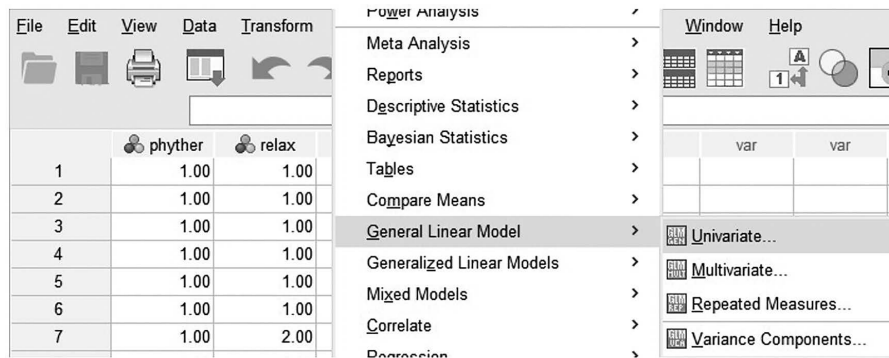 Power Analysis
File Edit View Data Transform Window Help
Meta Analysis
Reports
Descriptive Statistics
Bayesian Statistics
Tables
Compare Means
General Linear Model
Generalized Linear Models
Mixed Models
Correlate
Regression
A
1
phyther relax var var
1 1.00 1.00
2 1.00 1.00
3 1.00 1.00
4 1.00 1.00
5 1.00 1.00
6 1.00 1.00
7 1.00 2.00
Univariate...
Multivariate...
Repeated Measures...
Variance Components...